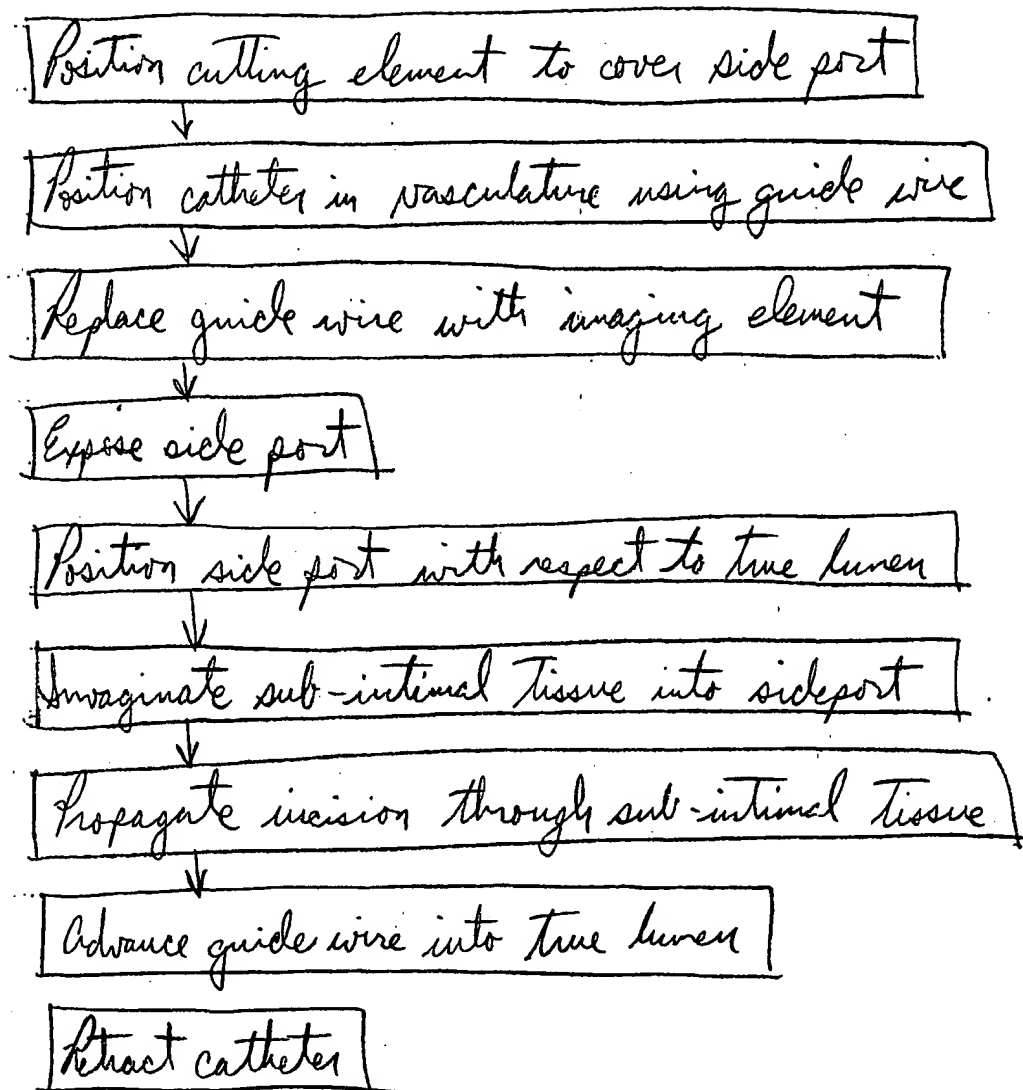 Position cutting element to cover side port
Position catheter in vasculature using guide wire
Replace guide wire with imaging element
Expose side port
Position side port with respect to true lumen
Invaginate sub-intimal tissue into sideport
Propagate incision through sub-intimal tissue
Advance guide wire into true lumen
Retract catheter